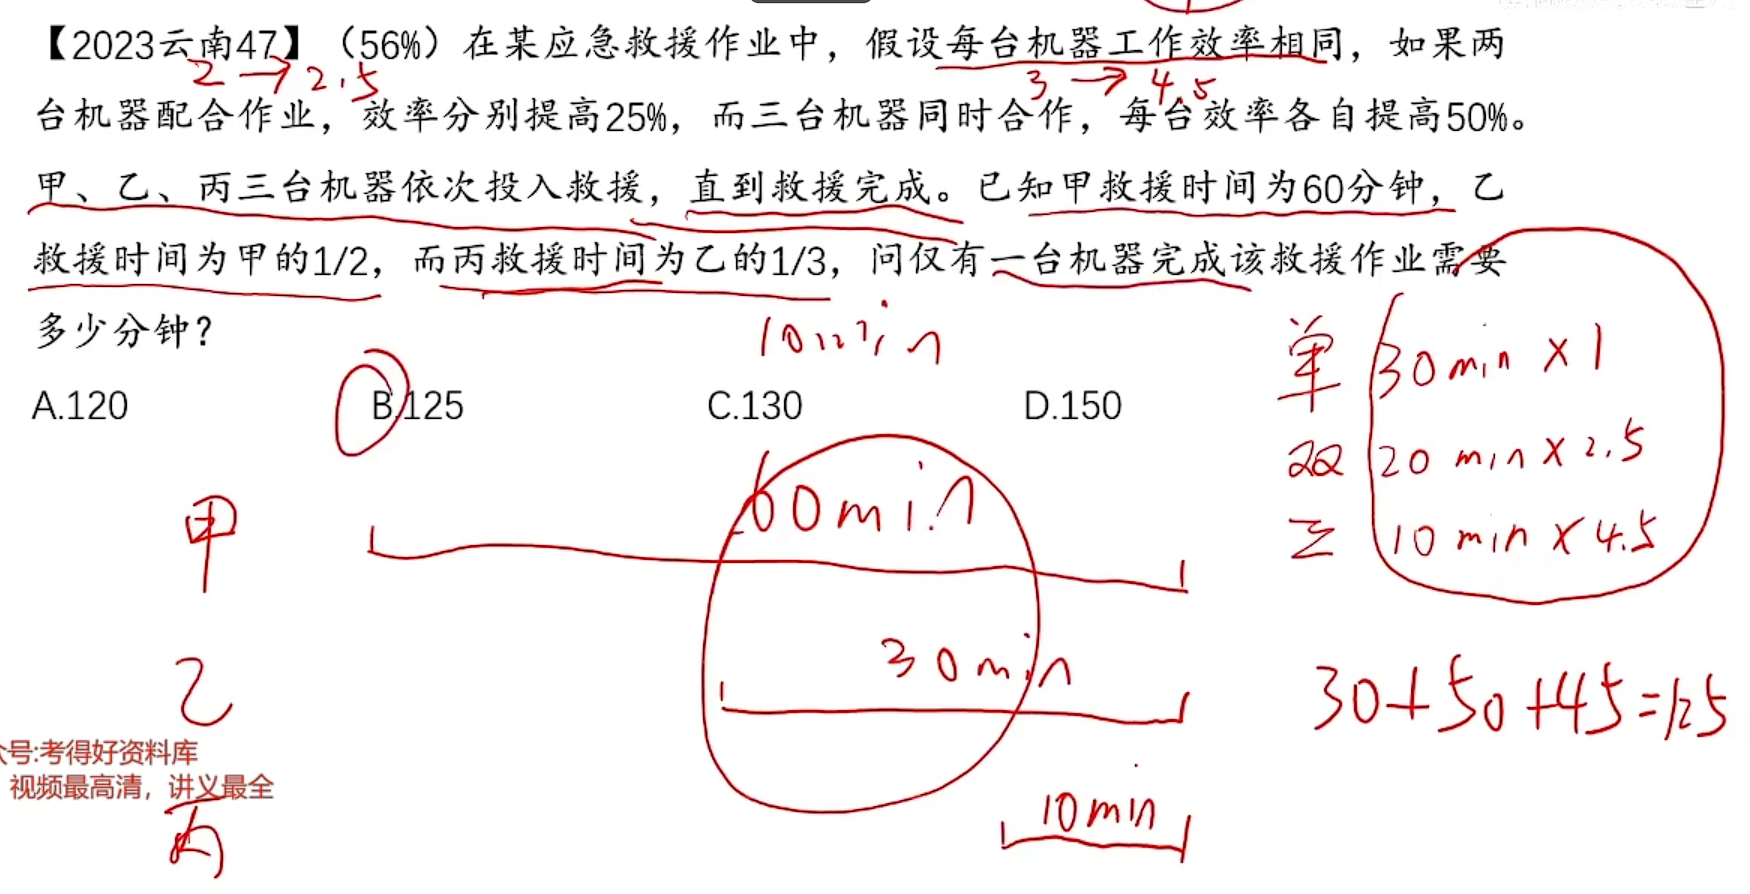 【2023云南47】（56%）在某应急救援作业中，假设每台机器工作效率相同，如果两
2→2.5
3→4.5
台机器配合作业，效率分别提高25%，而三台机器同时合作，每台效率各自提高50%。
甲、乙、丙三台机器依次投入救援，直到救援完成。已知甲救援时间为60分钟，乙
救援时间为甲的1/2，而丙救援时间为乙的1/3，问仅有一台机器完成该救援作业需要
多少分钟？
10min
单 30min×1
A.120 B.125 C.130 D.150
双 20min×2.5
甲 60min
三 10min×4.5
乙 30min
30+50+45=125
号:考得好资料库
视频最高清，讲义最全
丙 10min